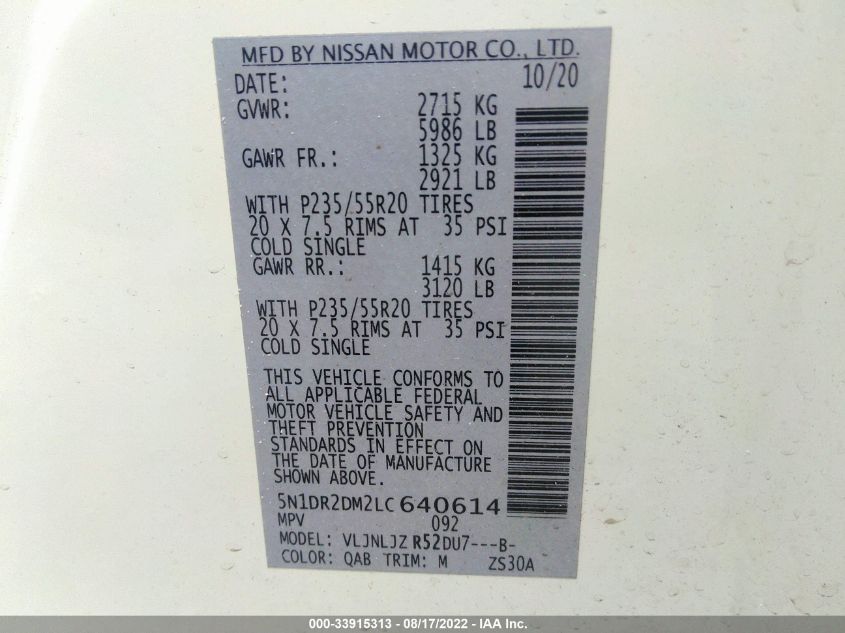 MFD BY NISSAN MOTOR CO., LTD.
DATE: 10/20
GVWR: 2715 KG
5986 LB
GAWR FR.: 1325 KG
2921 LB
WITH P235/55R20 TIRES
20 X 7.5 RIMS AT 35 PSI
COLD SINGLE
GAWR RR.: 1415 KG
3120 LB
WITH P235/55R20 TIRES
20 X 7.5 RIMS AT 35 PSI
COLD SINGLE
THIS VEHICLE CONFORMS TO
ALL APPLICABLE FEDERAL
MOTOR VEHICLE SAFETY AND
THEFT PREVENTION
STANDARDS IN EFFECT ON
THE DATE OF MANUFACTURE
SHOWN ABOVE.
5N1DR2DM2LC640614
MPV 092
MODEL: VLJNLJZ R52DU7---B-
COLOR: QAB TRIM: M ZS30A
000-33915313 - 08/17/2022 - IAA Inc.